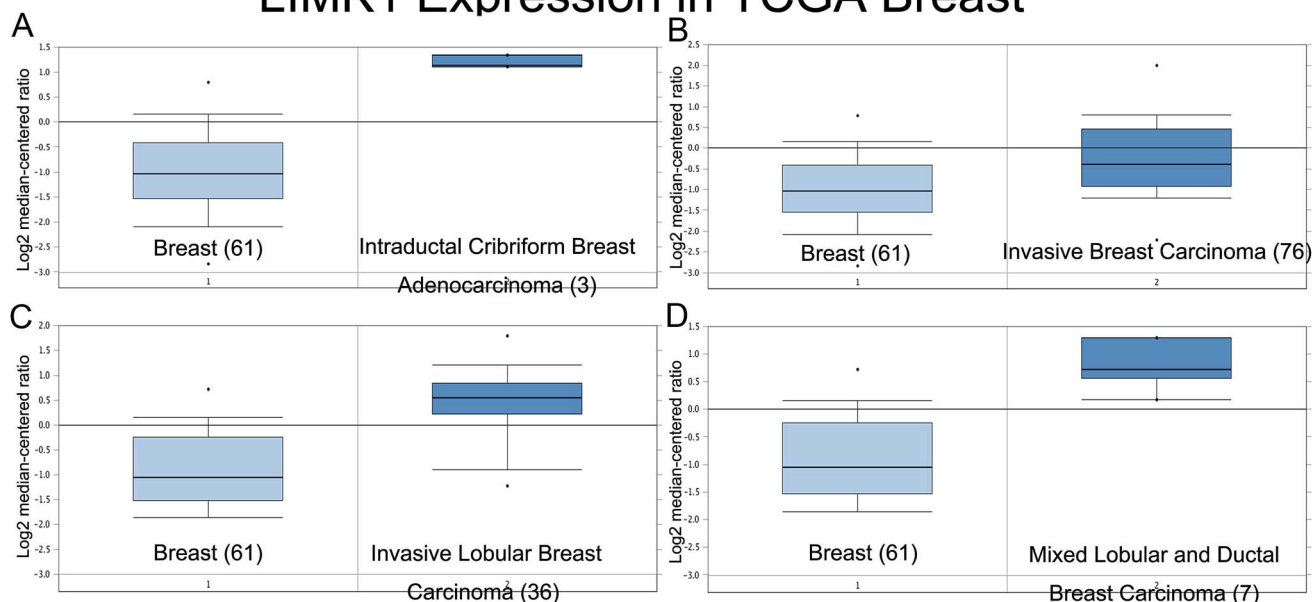 LIMK1 Expression in TCGA Breast
A
Log2 median-centered ratio
1.5
1.0
0.5
0.0
-0.5
-1.0
-1.5
-2.0
-2.5
-3.0
Breast (61)
Intraductal Cribriform Breast
Adenocarcinoma (3)
1
B
Log2 median-centered ratio
2.5
2.0
1.5
1.0
0.5
0.0
-0.5
-1.0
-1.5
-2.0
-2.5
-3.0
Breast (61)
Invasive Breast Carcinoma (76)
1
2
C
Log2 median-centered ratio
2.0
1.5
1.0
0.5
0.0
-0.5
-1.0
-1.5
-2.0
-2.5
-3.0
Breast (61)
Invasive Lobular Breast
Carcinoma (36)
1
2
D
Log2 median-centered ratio
1.5
1.0
0.5
0.0
-0.5
-1.0
-1.5
-2.0
-2.5
-3.0
Breast (61)
Mixed Lobular and Ductal
Breast Carcinoma (7)
1
2